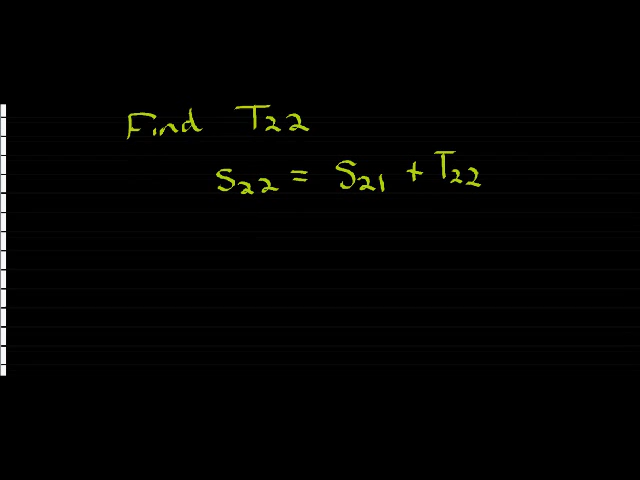 Find T₂₂
S₂₂ = S₂₁ + T₂₂